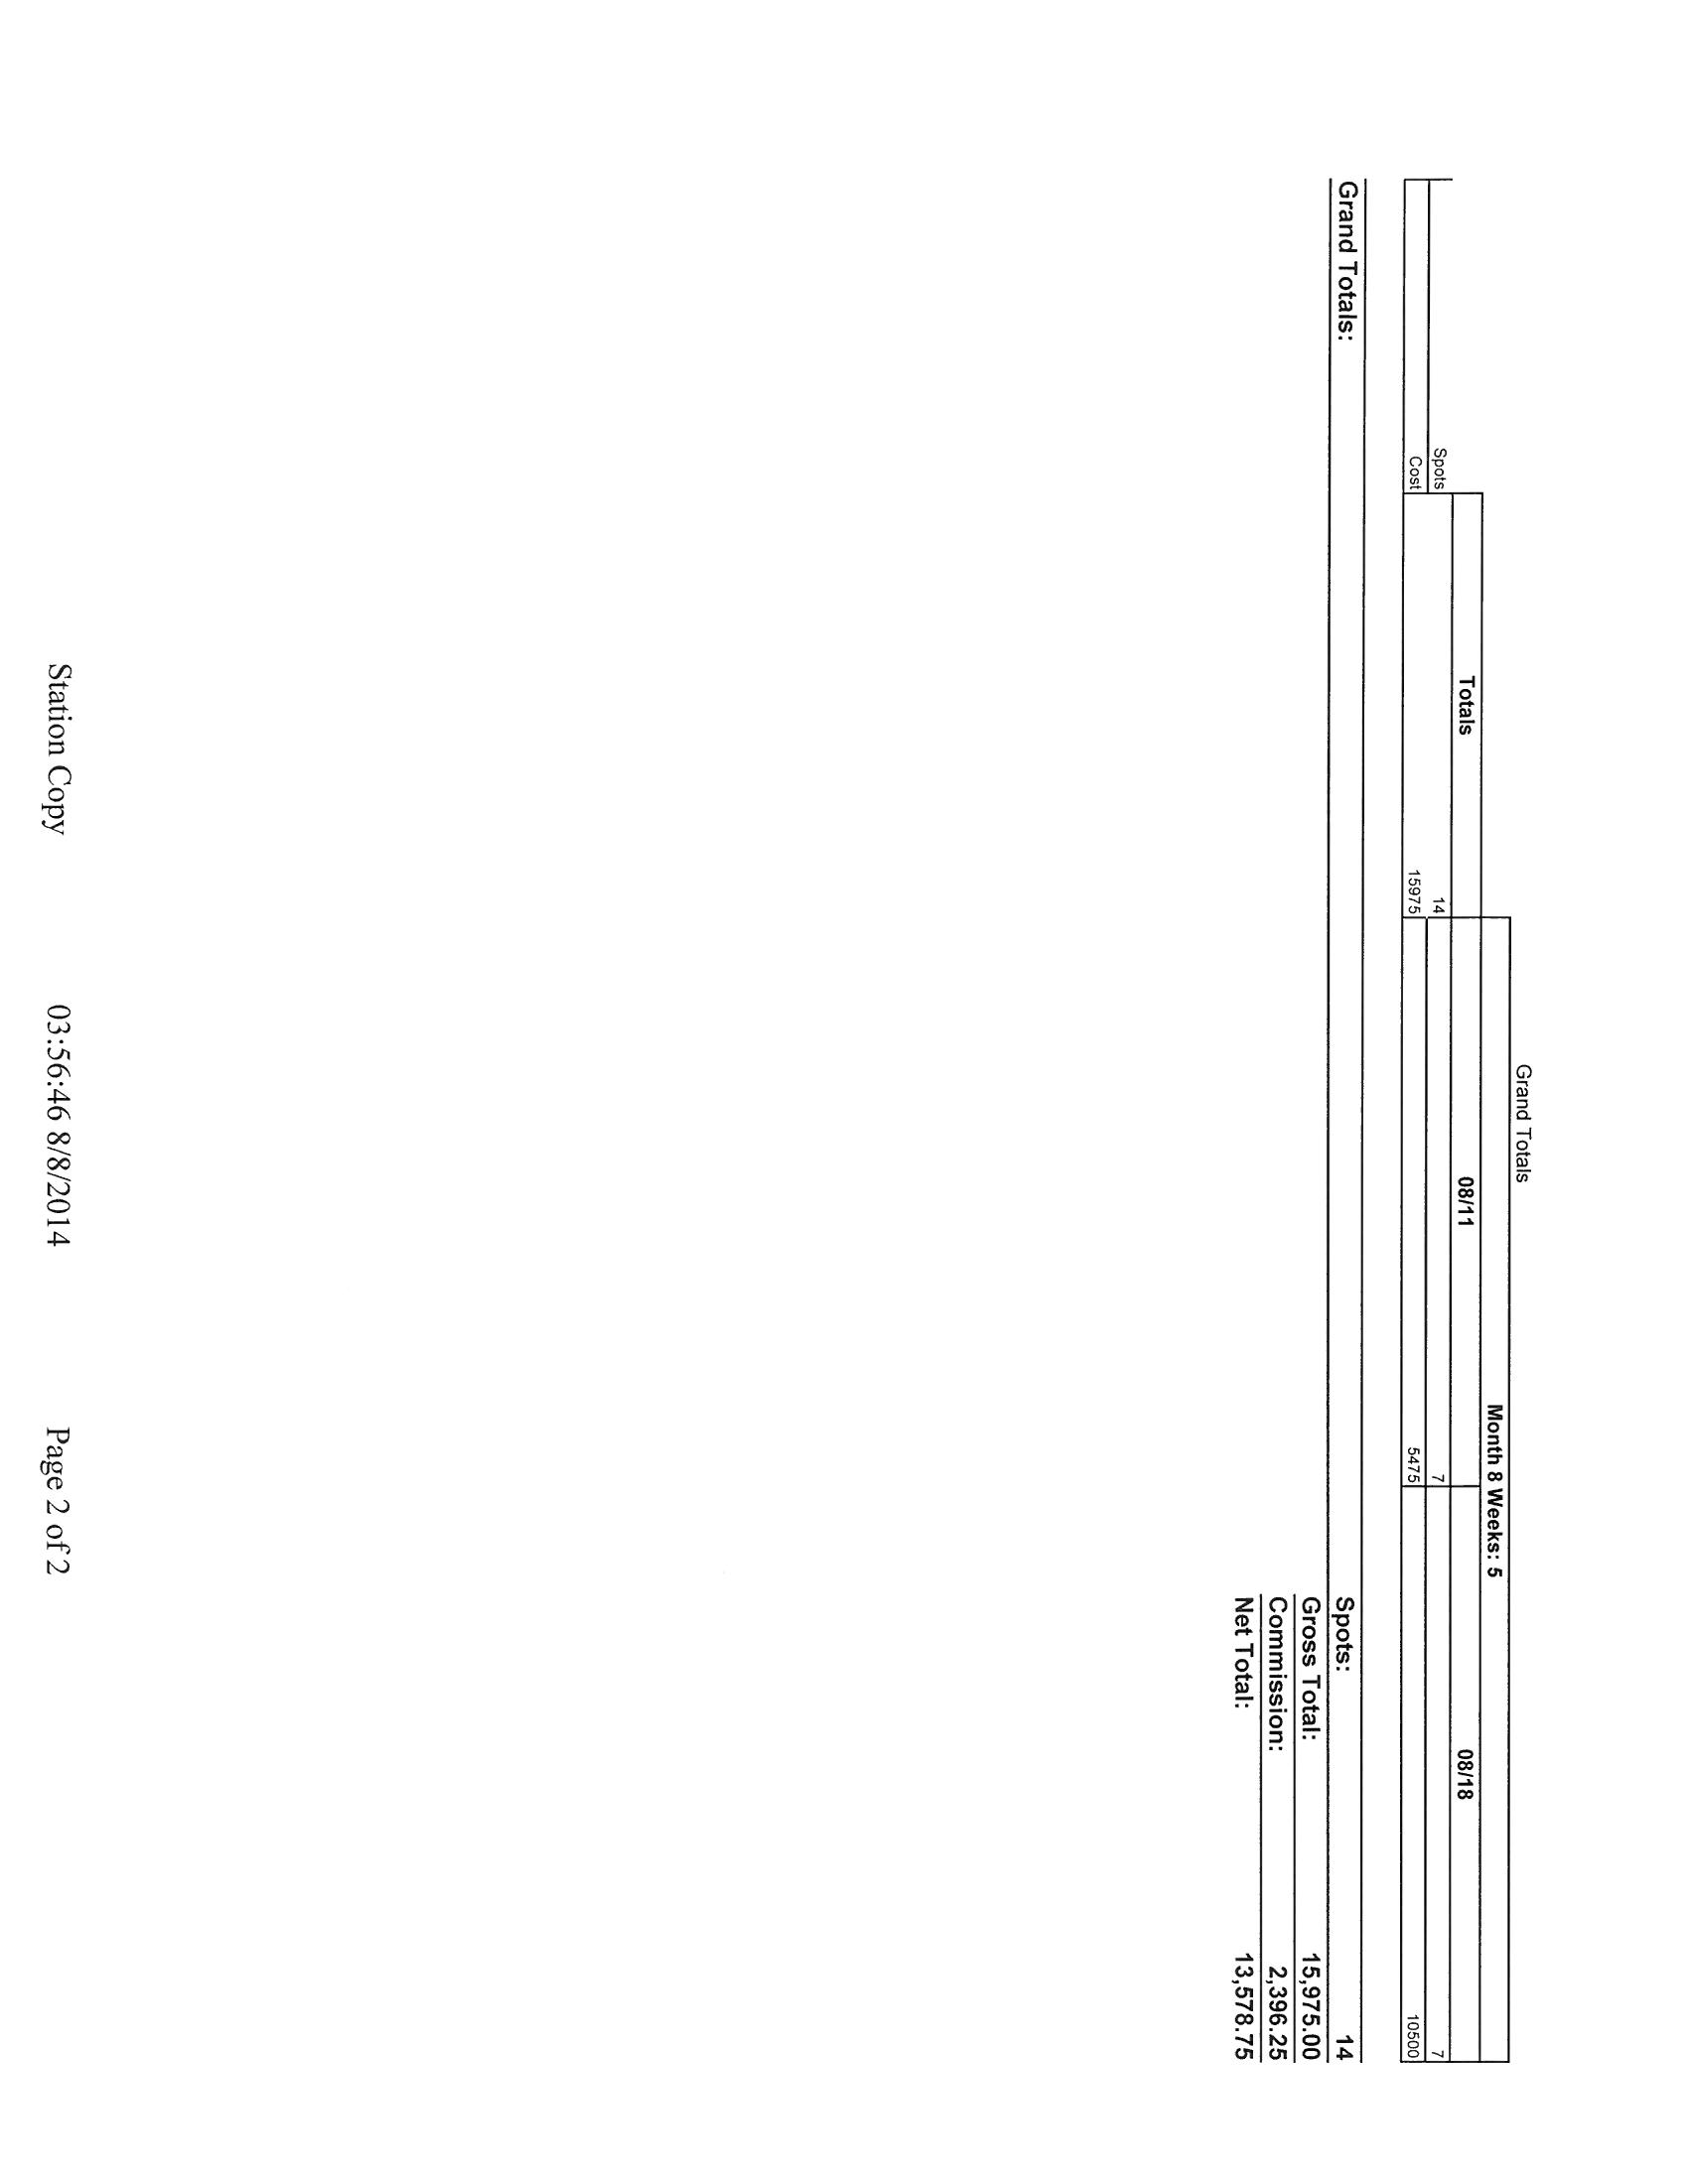 Grand Totals
Month 8 Weeks: 5
Totals 08/11 08/18
Spots 14 7 7
Cost 15975 5475 10500
Grand Totals: Spots: 14
Gross Total: 15,975.00
Commission: 2,396.25
Net Total: 13,578.75
Station Copy 03:56:46 8/8/2014 Page 2 of 2